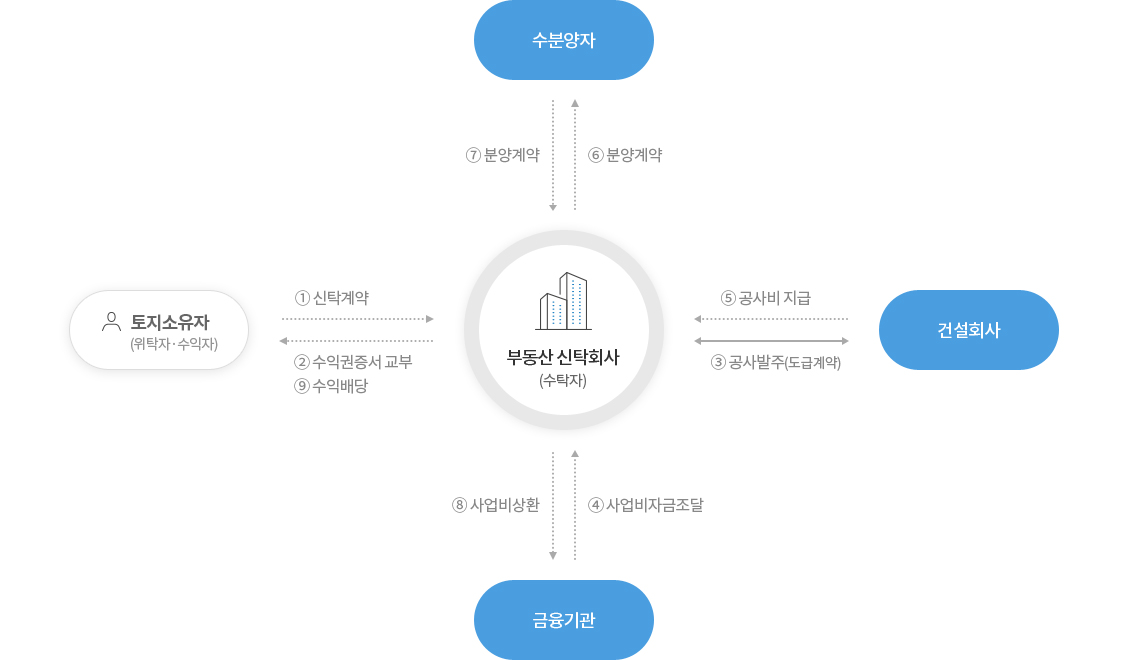 수분양자
⑦ 분양계약
⑥ 분양계약
① 신탁계약
⑤ 공사비 지급
토지소유자
(위탁자·수익자)
부동산 신탁회사
(수탁자)
건설회사
② 수익권증서 교부
⑨ 수익배당
③ 공사발주(도급계약)
⑧ 사업비상환
④ 사업비자금조달
금융기관